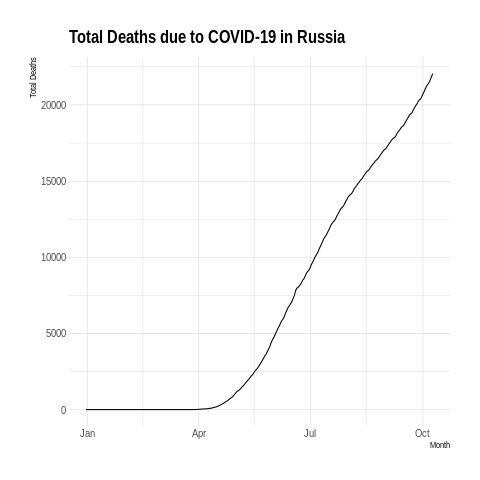 Total Deaths due to COVID-19 in Russia
Total Deaths
20000
15000
10000
5000
0
Jan Apr Jul Oct
Month